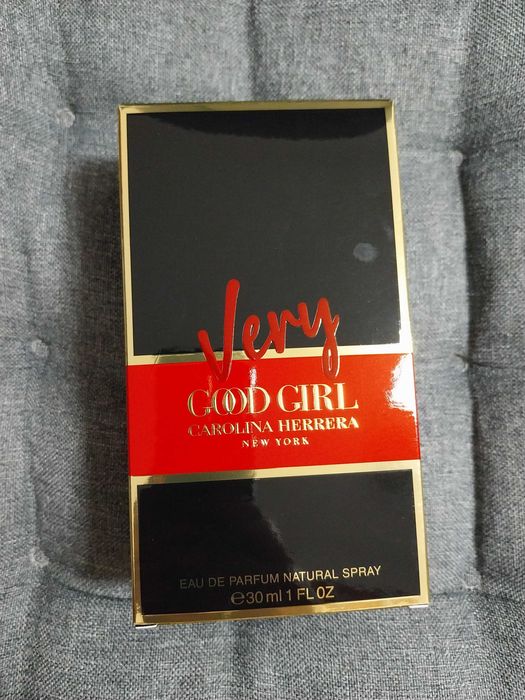 Very
GOOD GIRL
CAROLINA HERRERA
NEW YORK
EAU DE PARFUM NATURAL SPRAY
℮30 ml 1 FL OZ